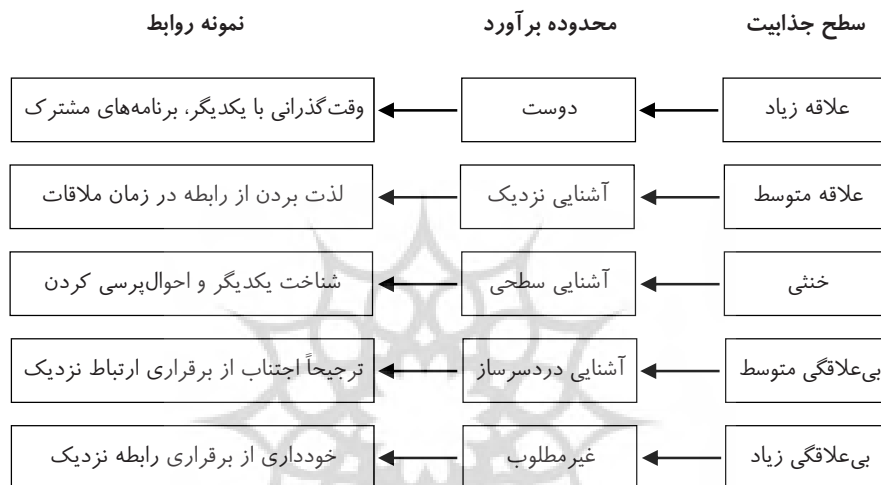 سطح جذابیت محدوده برآورد نمونه روابط
علاقه زیاد دوست وقت‌گذرانی با یکدیگر، برنامه‌های مشترک
علاقه متوسط آشنایی نزدیک لذت بردن از رابطه در زمان ملاقات
خنثی آشنایی سطحی شناخت یکدیگر و احوال‌پرسی کردن
بی‌علاقگی متوسط آشنایی دردسرساز ترجیحاً اجتناب از برقراری ارتباط نزدیک
بی‌علاقگی زیاد غیرمطلوب خودداری از برقراری رابطه نزدیک